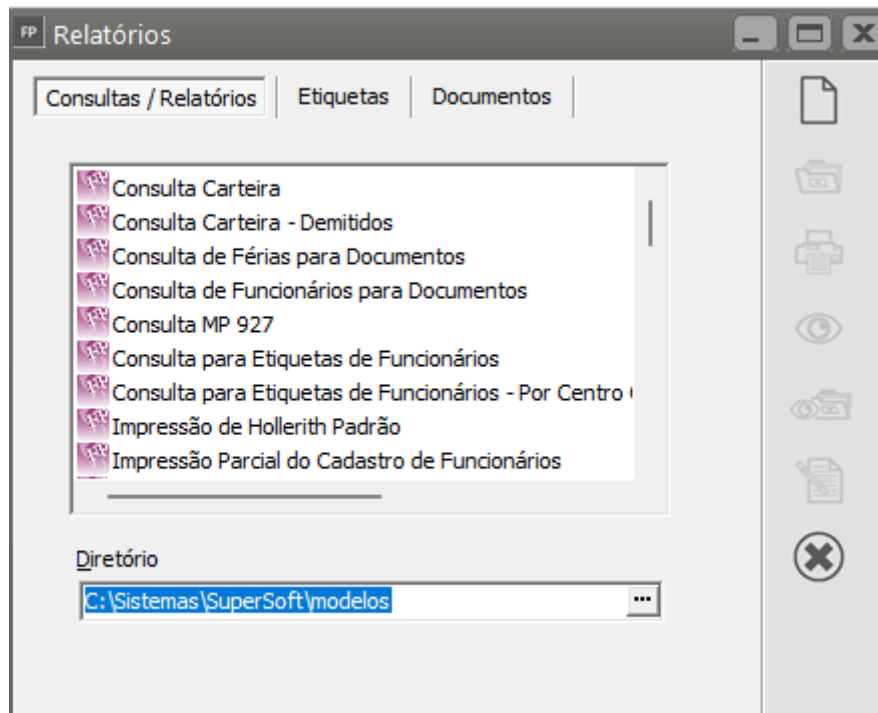 FP Relatórios
Consultas / Relatórios Etiquetas Documentos
Consulta Carteira
Consulta Carteira - Demitidos
Consulta de Férias para Documentos
Consulta de Funcionários para Documentos
Consulta MP 927
Consulta para Etiquetas de Funcionários
Consulta para Etiquetas de Funcionários - Por Centro
Impressão de Hollerith Padrão
Impressão Parcial do Cadastro de Funcionários
Diretório
C:\Sistemas\SuperSoft\modelos ...